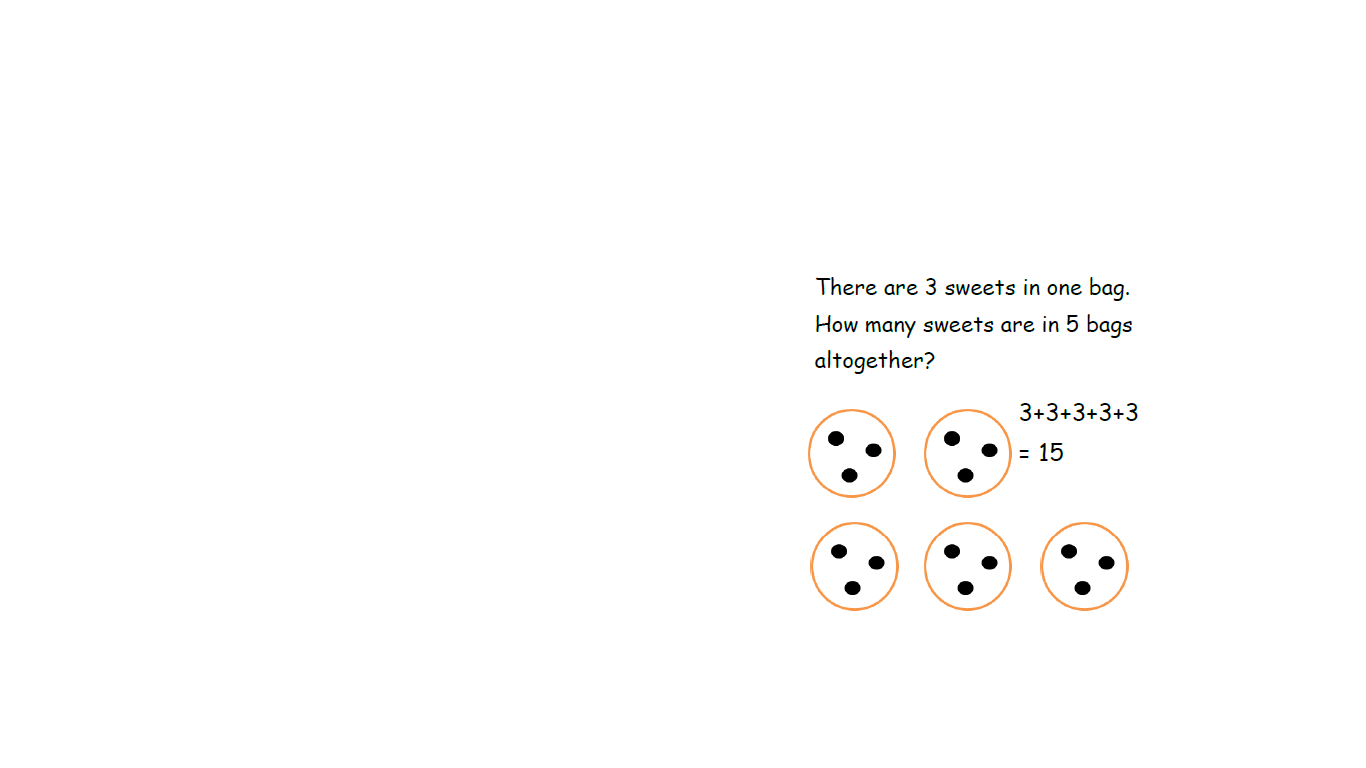 There are 3 sweets in one bag.
How many sweets are in 5 bags
altogether?
3+3+3+3+3
= 15